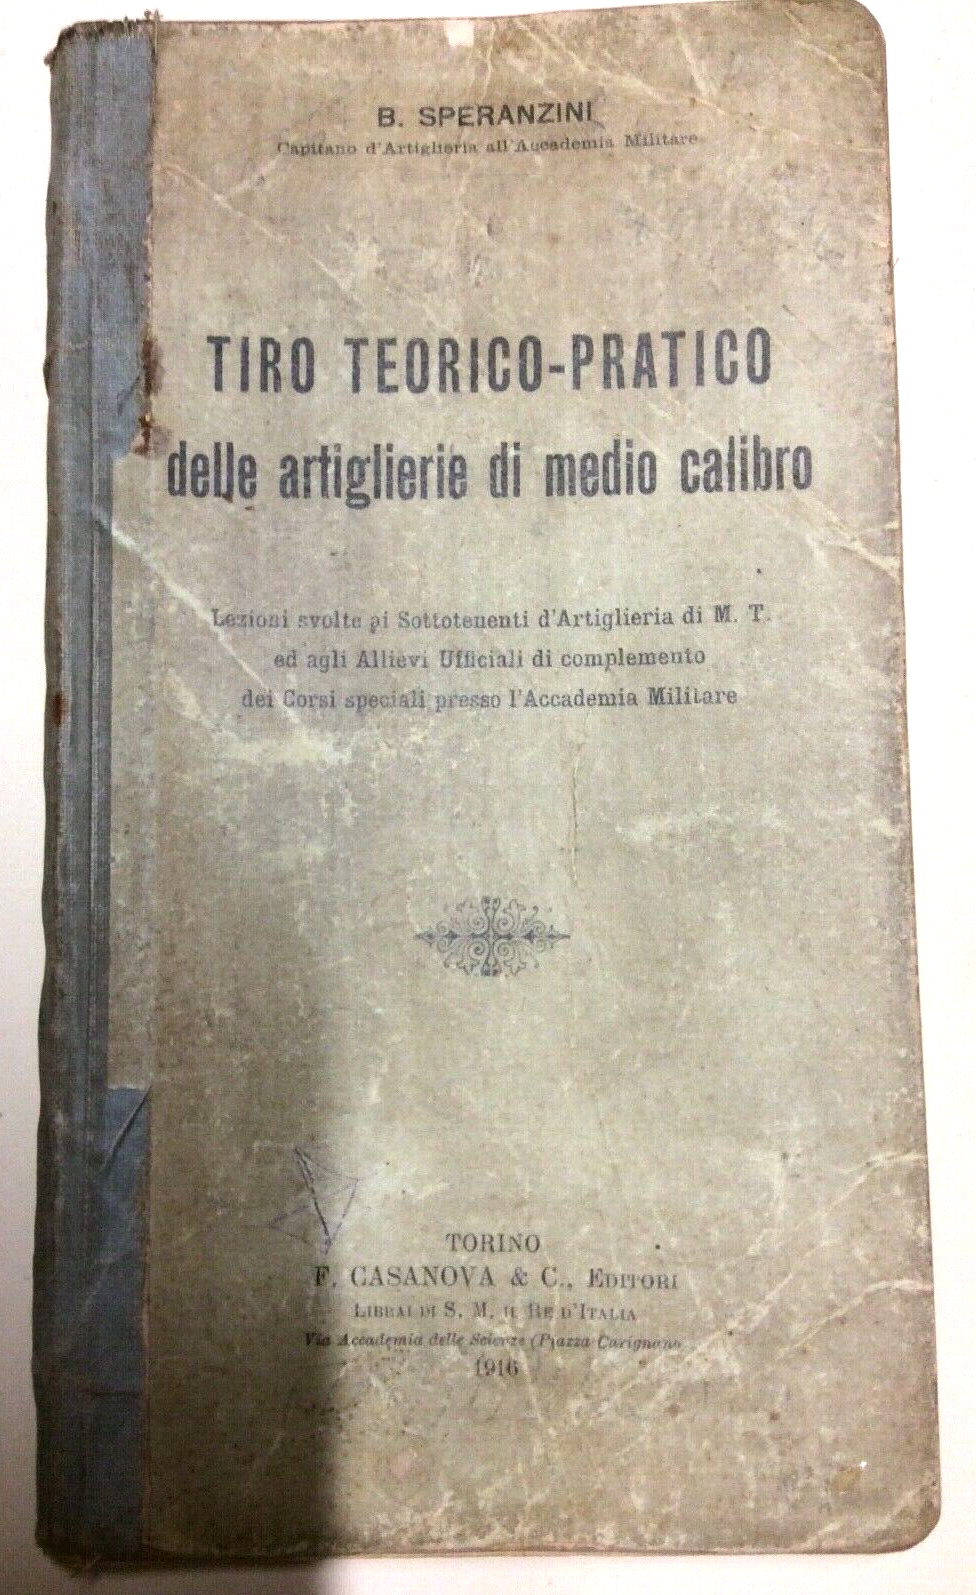 B. SPERANZINI
Capitano d'Artiglieria all'Accademia Militare
TIRO TEORICO-PRATICO
delle artiglierie di medio calibro
Lezioni svolte ai Sottotenenti d'Artiglieria di M. T.
ed agli Allievi Ufficiali di complemento
dei Corsi speciali presso l'Accademia Militare
TORINO
F. CASANOVA & C., EDITORI
LIBRAI DI S. M. IL RE D'ITALIA
Via Accademia delle Scienze (Piazza Carignano
1916